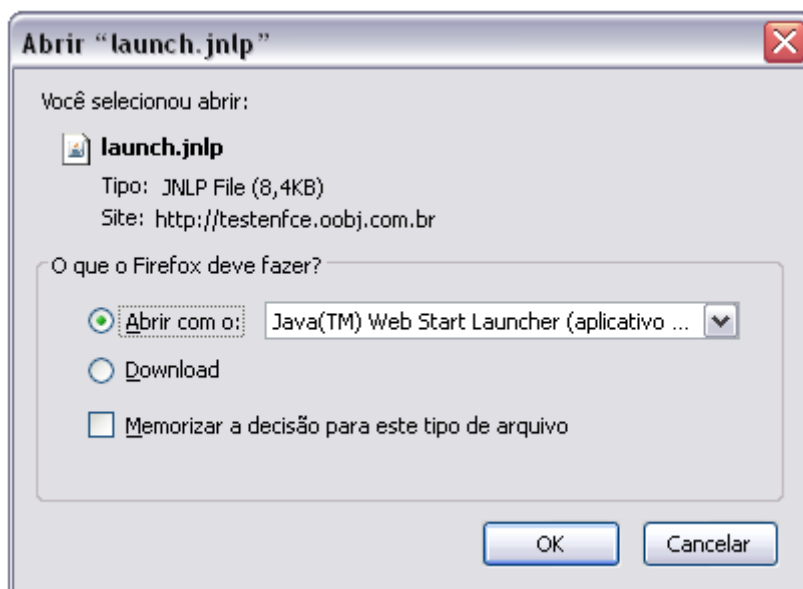 Abrir “launch.jnlp”
Você selecionou abrir:
launch.jnlp
Tipo: JNLP File (8,4KB)
Site: http://testenfce.oobj.com.br
O que o Firefox deve fazer?
Abrir com o: Java(TM) Web Start Launcher (aplicativo ...
Download
Memorizar a decisão para este tipo de arquivo
OK Cancelar